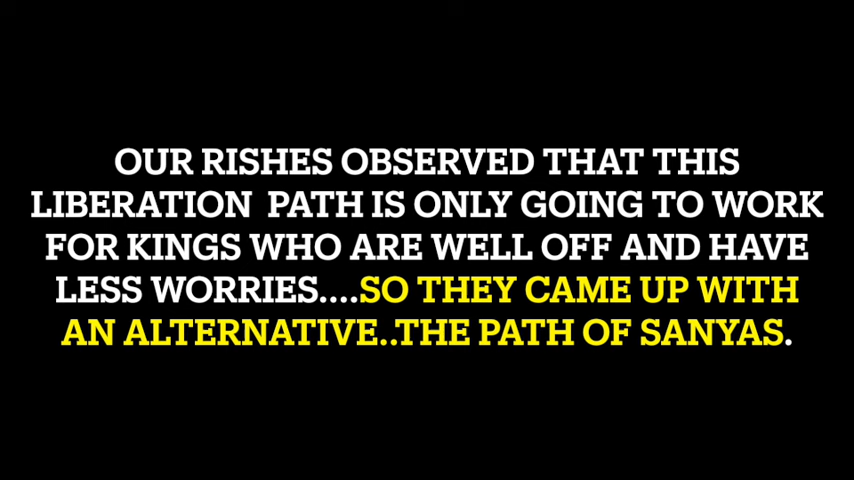 OUR RISHES OBSERVED THAT THIS
LIBERATION  PATH IS ONLY GOING TO WORK
FOR KINGS WHO ARE WELL OFF AND HAVE
LESS WORRIES....SO THEY CAME UP WITH
AN ALTERNATIVE..THE PATH OF SANYAS.